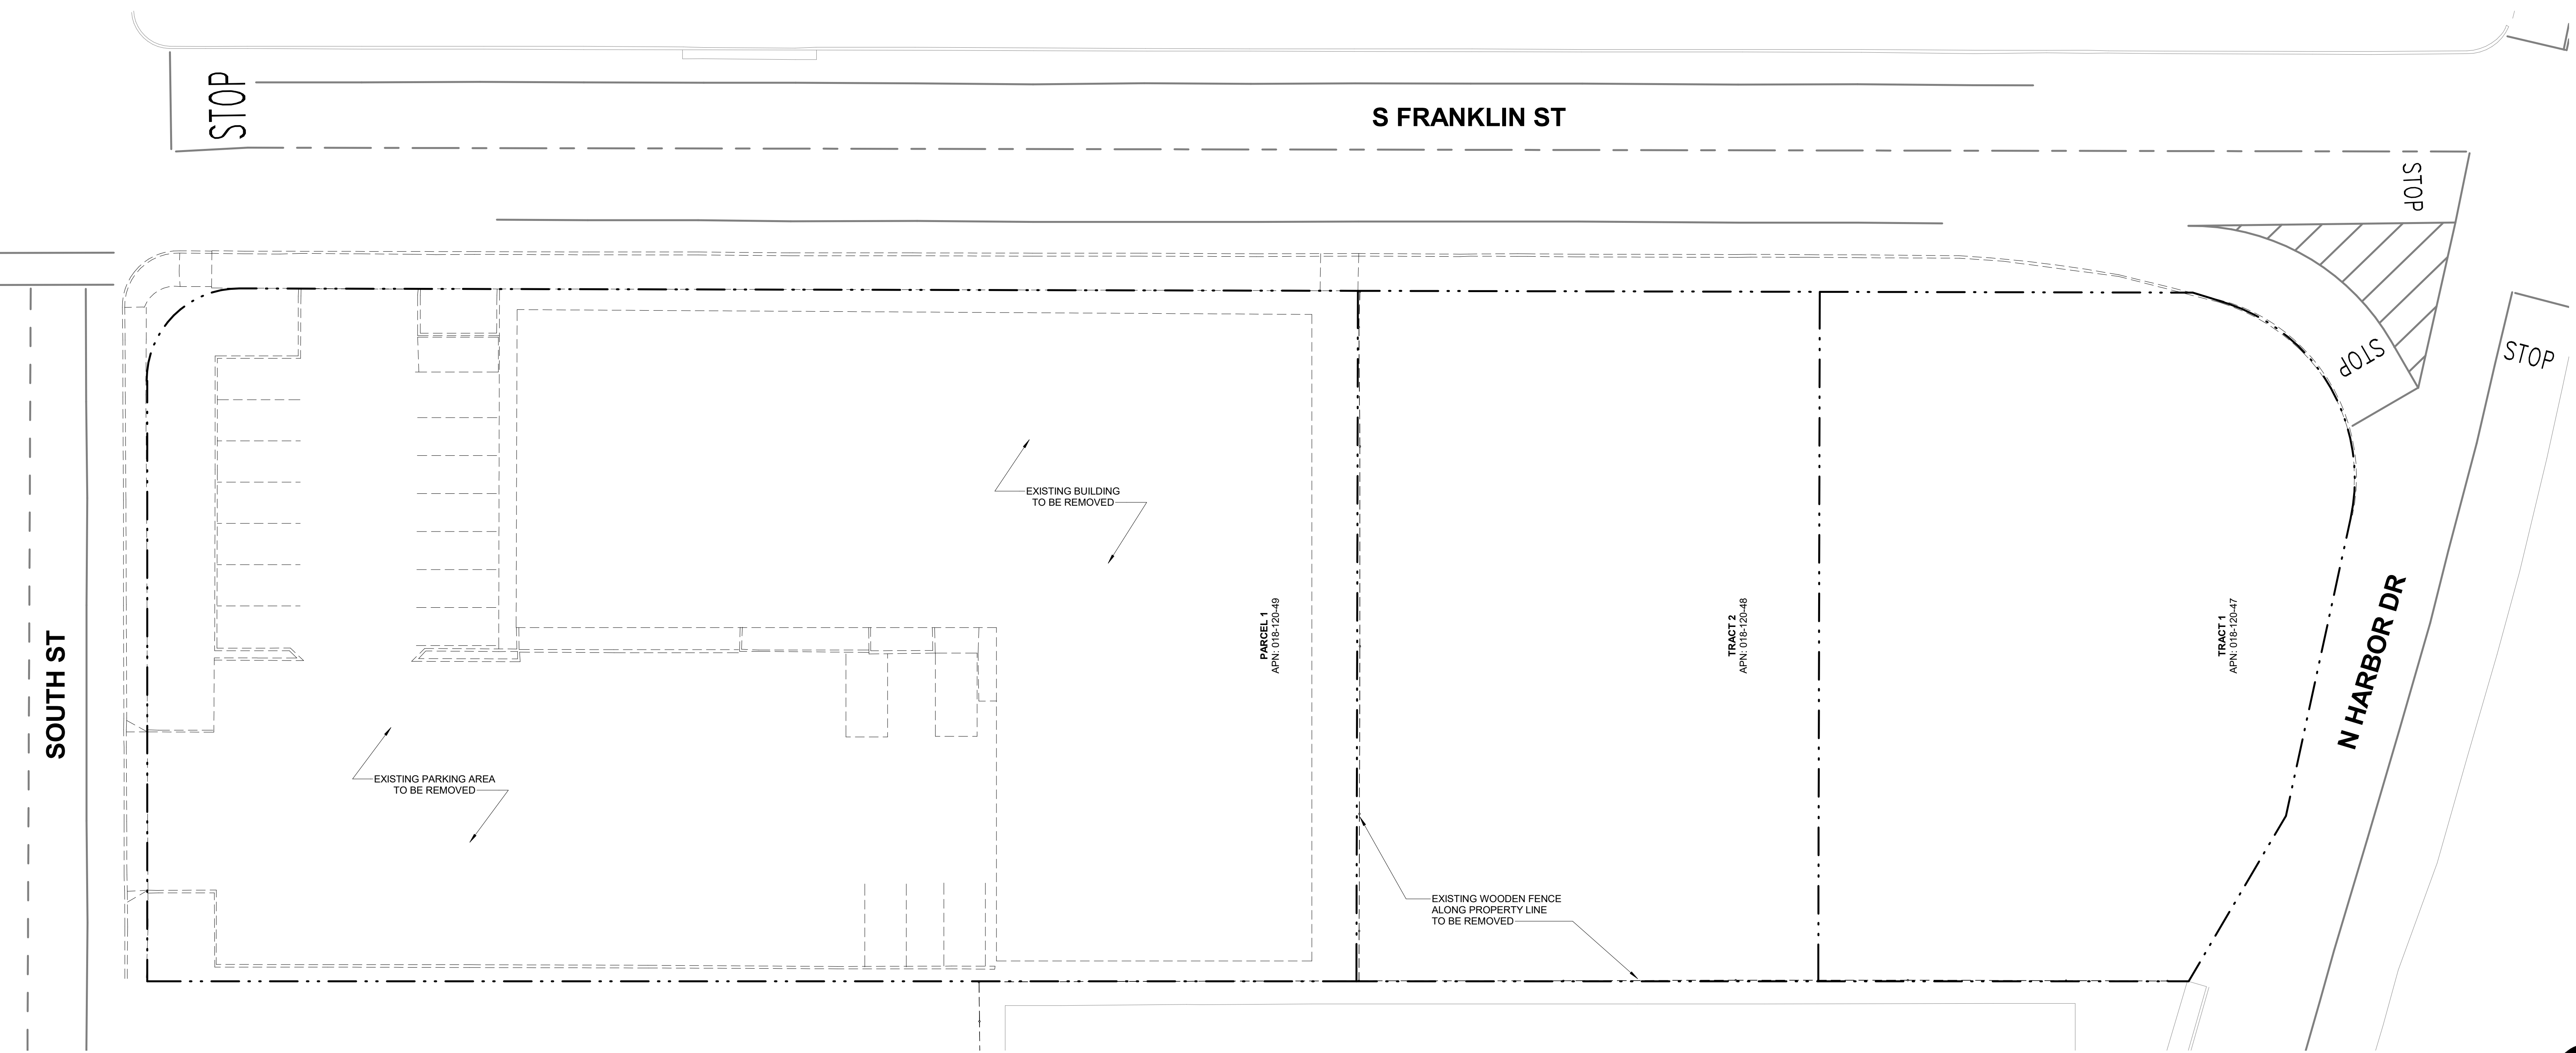 STOP
S FRANKLIN ST
STOP
STOP
STOP
EXISTING BUILDING
TO BE REMOVED
PARCEL 1
APN: 018-120-49
TRACT 2
APN: 018-120-48
TRACT 1
APN: 018-120-47
SOUTH ST
N HARBOR DR
EXISTING PARKING AREA
TO BE REMOVED
EXISTING WOODEN FENCE
ALONG PROPERTY LINE
TO BE REMOVED